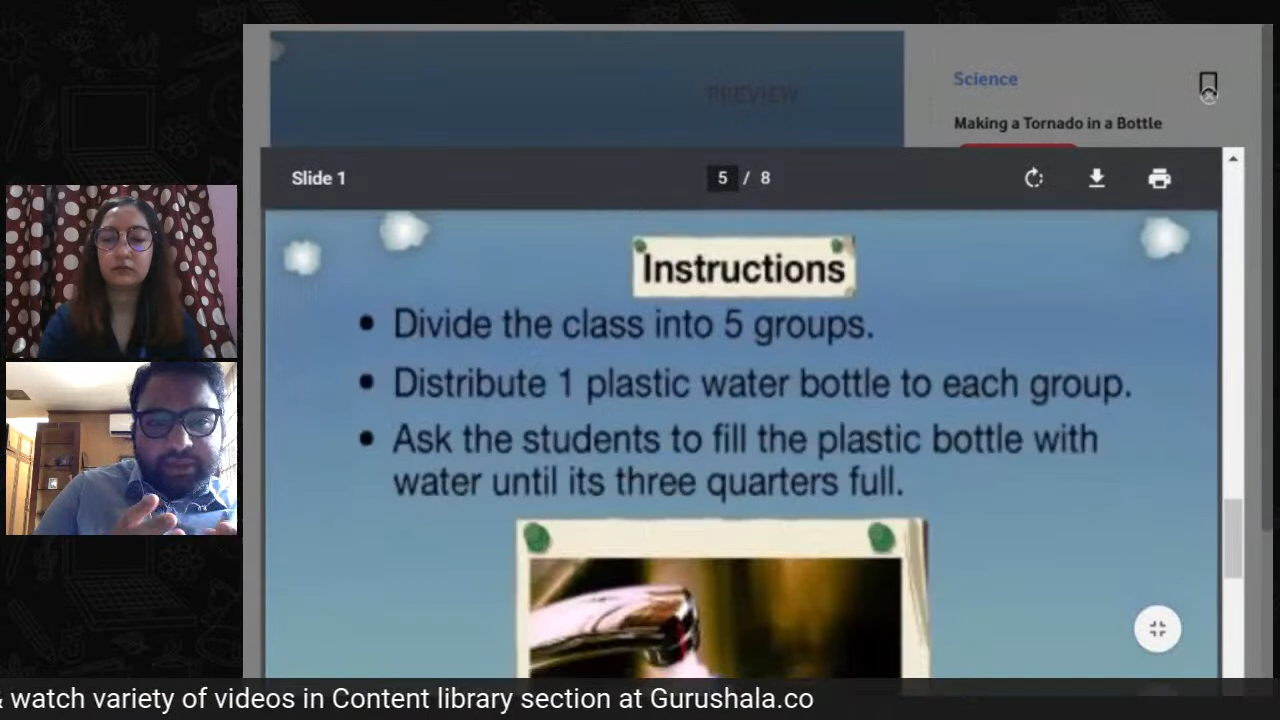 PREVIEW
Science
Making a Tornado in a Bottle
Slide 1
5 / 8
Instructions
• Divide the class into 5 groups.
• Distribute 1 plastic water bottle to each group.
• Ask the students to fill the plastic bottle with
water until its three quarters full.
& watch variety of videos in Content library section at Gurushala.co